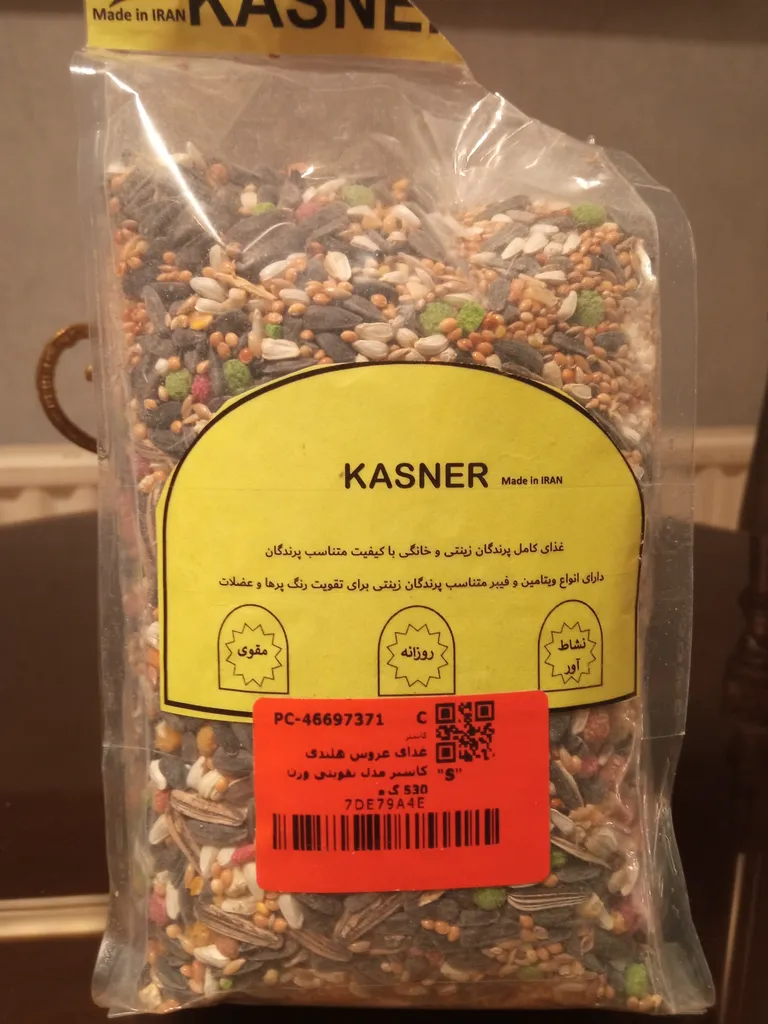 Made in IRAN KASNER
KASNER Made in IRAN
غذای کامل پرندگان زینتی و خانگی با کیفیت متناسب پرندگان
دارای انواع ویتامین و فیبر متناسب پرندگان زینتی برای تقویت رنگ پرها و عضلات
نشاط آور
روزانه
مقوی
PC-46697371 C
کاسنر
غذای عروس هلندی
کاسنر مدل تقویتی وزن "S"
530 گرم
7DE79A4E